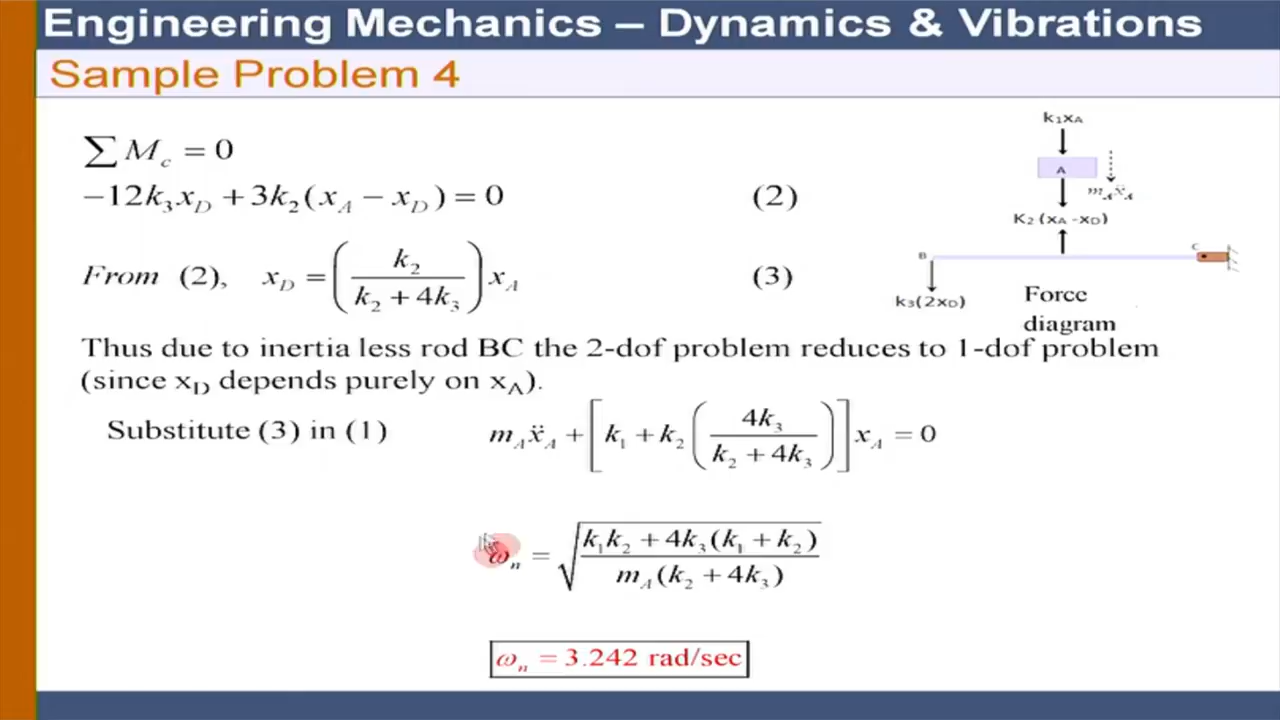 Engineering Mechanics – Dynamics & Vibrations
Sample Problem 4
∑ M_c = 0
−12k₃x_D + 3k₂(x_A − x_D) = 0 (2)
From (2), x_D = (k₂ / (k₂ + 4k₃)) x_A (3)
k₁x_A
A
m_A ẍ_A
K₂ (x_A -x_D)
B
C
k₃(2x_D)
Force
diagram
Thus due to inertia less rod BC the 2-dof problem reduces to 1-dof problem
(since x_D depends purely on x_A).
Substitute (3) in (1) m_A ẍ_A + [k₁ + k₂ (4k₃ / (k₂ + 4k₃))] x_A = 0
ω_n = √((k₁k₂ + 4k₃(k₁ + k₂)) / (m_A(k₂ + 4k₃)))
ω_n = 3.242 rad/sec